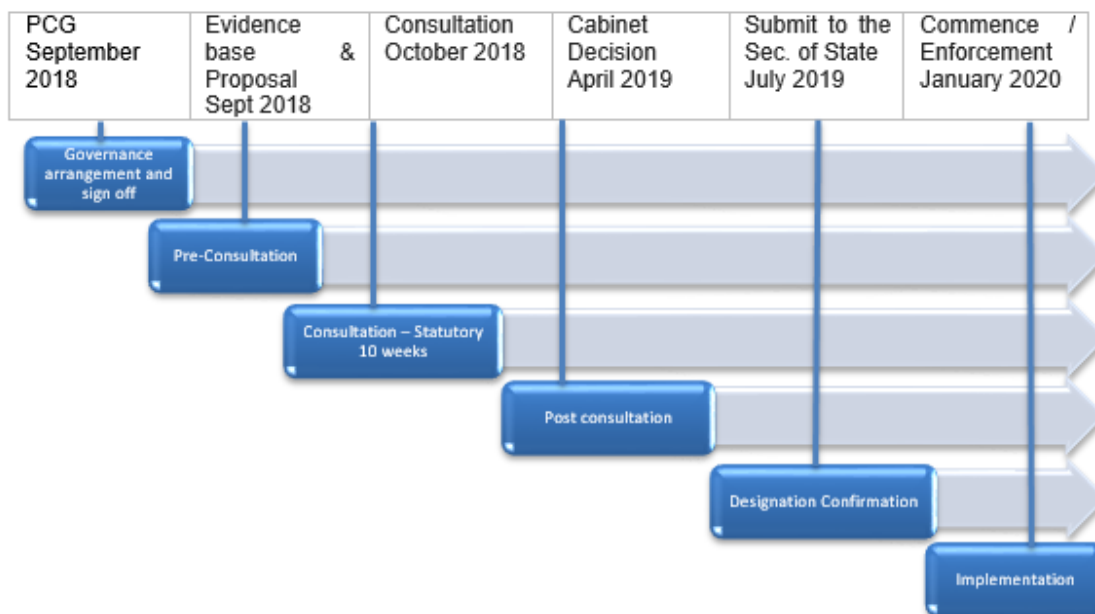 PCG
September
2018
Evidence
base &
Proposal
Sept 2018
Consultation
October 2018
Cabinet
Decision
April 2019
Submit to the
Sec. of State
July 2019
Commence /
Enforcement
January 2020
Governance
arrangement and
sign off
Pre-Consultation
Consultation – Statutory
10 weeks
Post consultation
Designation Confirmation
Implementation